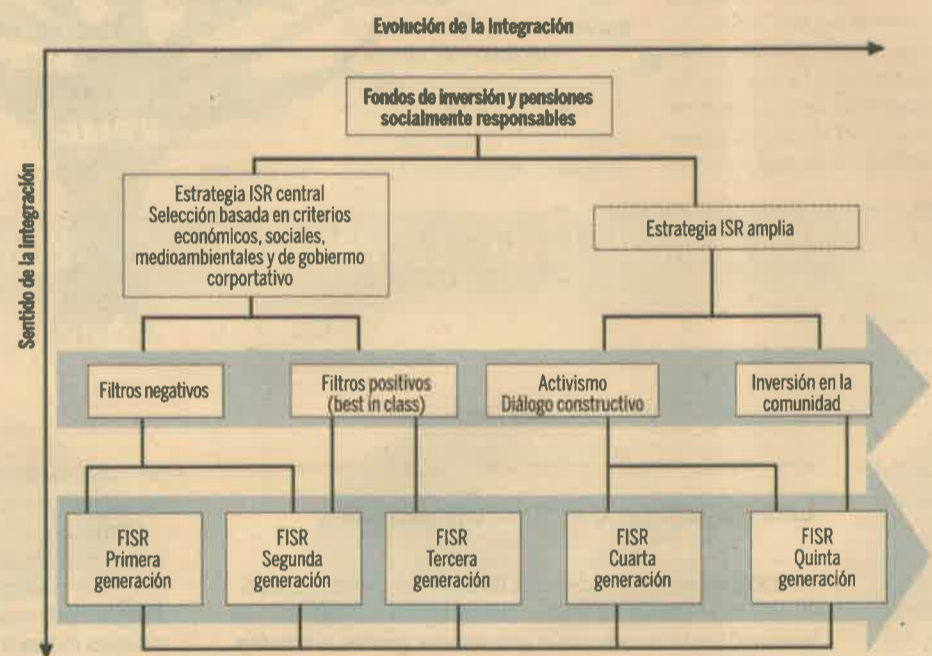 Evolución de la Integración
Sentido de la integración
Fondos de inversión y pensiones
socialmente responsables
Estrategia ISR central
Selección basada en criterios
económicos, sociales,
medioambientales y de gobiermo
corportativo
Estrategia ISR amplia
Filtros negativos
Filtros positivos
(best in class)
Activismo
Diálogo constructivo
Inversión en la
comunidad
FISR
Primera
generación
FISR
Segunda
generación
FISR
Tercera
generación
FISR
Cuarta
generación
FISR
Quinta
generación